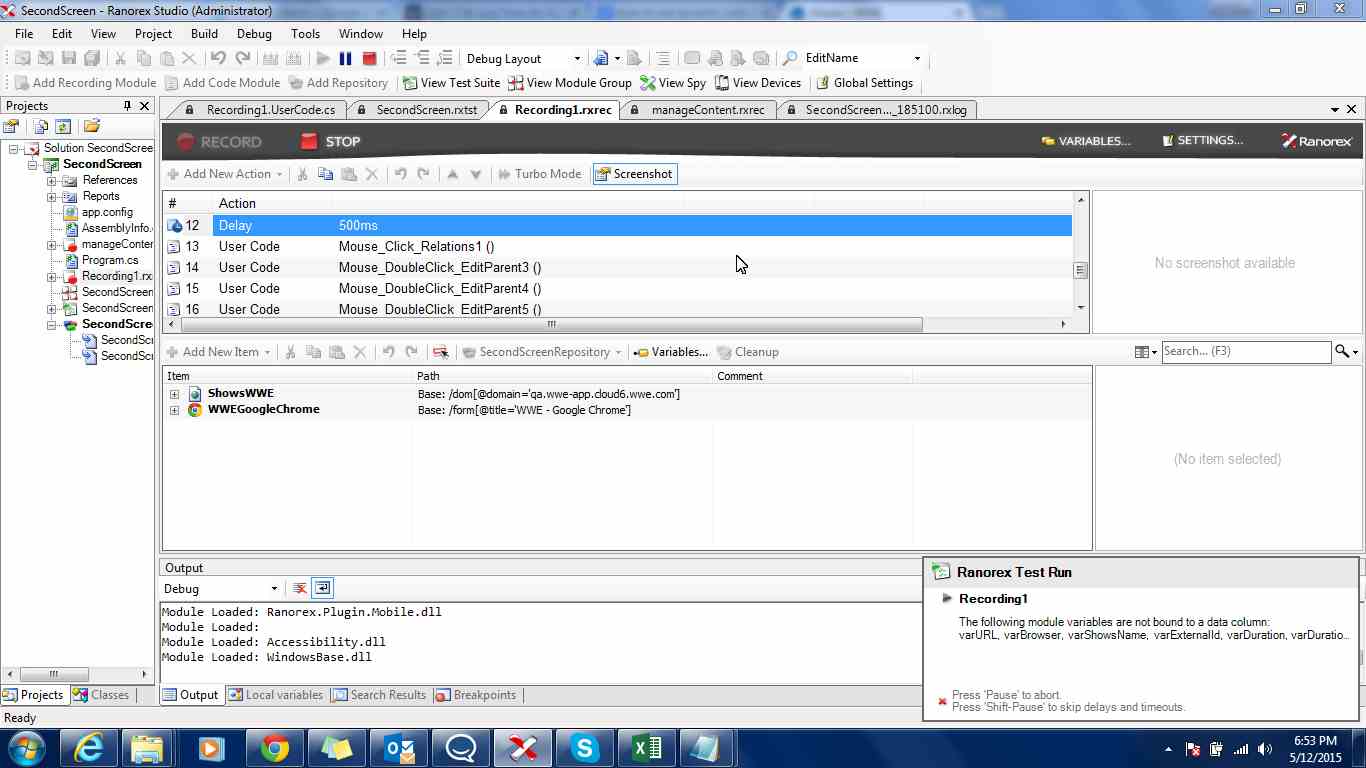 SecondScreen - Ranorex Studio (Administrator)
File Edit View Project Build Debug Tools Window Help
Debug Layout EditName
Add Recording Module Add Code Module Add Repository View Test Suite View Module Group View Spy View Devices Global Settings
Projects
Recording1.UserCode.cs SecondScreen.rxtst Recording1.rxrec manageContent.rxrec SecondScreen..._185100.rxlog
Solution SecondScree
SecondScreen
References
Reports
app.config
AssemblyInfo.
manageConten
Program.cs
Recording1.rx
SecondScreen
SecondScreen
SecondScre
SecondScr
SecondScr
RECORD STOP VARIABLES... SETTINGS... Ranorex
Add New Action Turbo Mode Screenshot
# Action
12 Delay 500ms
13 User Code Mouse_Click_Relations1 ()
14 User Code Mouse_DoubleClick_EditParent3 ()
15 User Code Mouse_DoubleClick_EditParent4 ()
16 User Code Mouse_DoubleClick_EditParent5 ()
No screenshot available
Add New Item SecondScreenRepository Variables... Cleanup Search... (F3)
Item Path Comment
ShowsWWE Base: /dom[@domain='qa.wwe-app.cloud6.wwe.com']
WWEGoogleChrome Base: /form[@title='WWE - Google Chrome']
(No item selected)
Output
Debug
Module Loaded: Ranorex.Plugin.Mobile.dll
Module Loaded:
Module Loaded: Accessibility.dll
Module Loaded: WindowsBase.dll
Ranorex Test Run
Recording1
The following module variables are not bound to a data column:
varURL, varBrowser, varShowsName, varExternalId, varDuration, varDuratio...
Press 'Pause' to abort.
Press 'Shift-Pause' to skip delays and timeouts.
Projects Classes Output Local variables Search Results Breakpoints
Ready
6:53 PM
5/12/2015